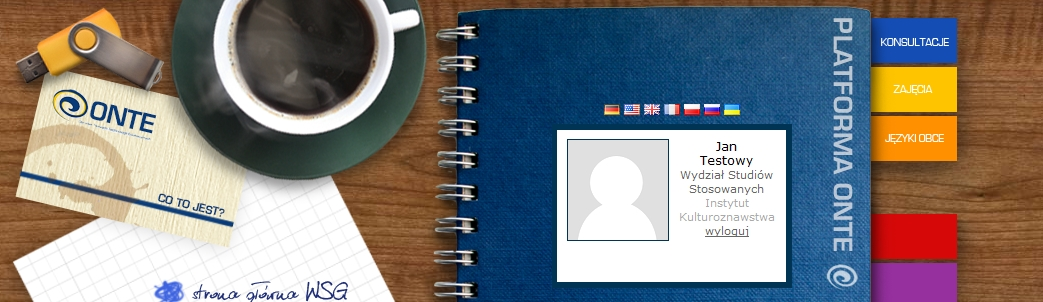 ONTE
CO TO JEST?
strona główna WSG
PLATFORMA ONTE
Jan
Testowy
Wydział Studiów
Stosowanych
Instytut
Kulturoznawstwa
wyloguj
KONSULTACJE
ZAJĘCIA
JĘZYKI OBCE